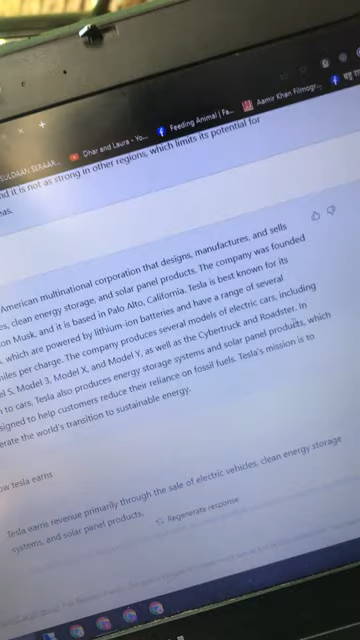 SULDAAN SERAAR...
Dhar and Laura - Yo...
Feeding Animal | Fa...
Aamir Khan Filmogr...
nd it is not as strong in other regions, which limits its potential for
American multinational corporation that designs, manufactures, and sells
es, clean energy storage, and solar panel products. The company was founded
on Musk, and it is based in Palo Alto, California. Tesla is best known for its
s, which are powered by lithium-ion batteries and have a range of several
miles per charge. The company produces several models of electric cars, including
el S, Model 3, Model X, and Model Y, as well as the Cybertruck and Roadster. In
n to cars, Tesla also produces energy storage systems and solar panel products, which
signed to help customers reduce their reliance on fossil fuels. Tesla's mission is to
erate the world's transition to sustainable energy.
ow tesla earns
Tesla earns revenue primarily through the sale of electric vehicles, clean energy storage
systems, and solar panel products.
Regenerate response